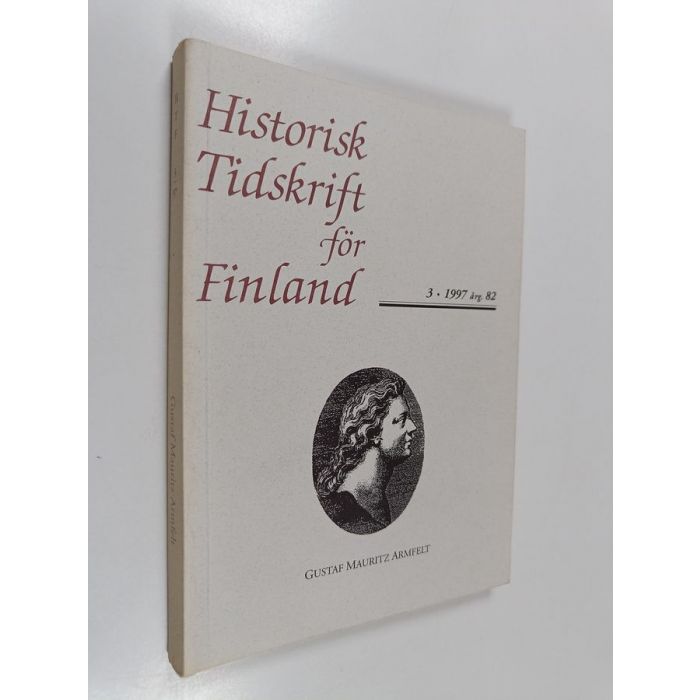 Historisk
Tidskrift
för
Finland
3 • 1997 årg. 82
GUSTAF MAURITZ ARMFELT
Gustaf Mauritz Armfelt